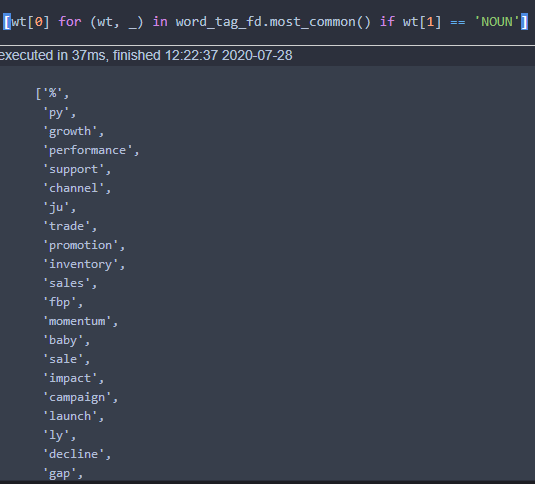 [wt[0] for (wt, _) in word_tag_fd.most_common() if wt[1] == 'NOUN']
executed in 37ms, finished 12:22:37 2020-07-28
['%',
'py',
'growth',
'performance',
'support',
'channel',
'ju',
'trade',
'promotion',
'inventory',
'sales',
'fbp',
'momentum',
'baby',
'sale',
'impact',
'campaign',
'launch',
'ly',
'decline',
'gap',